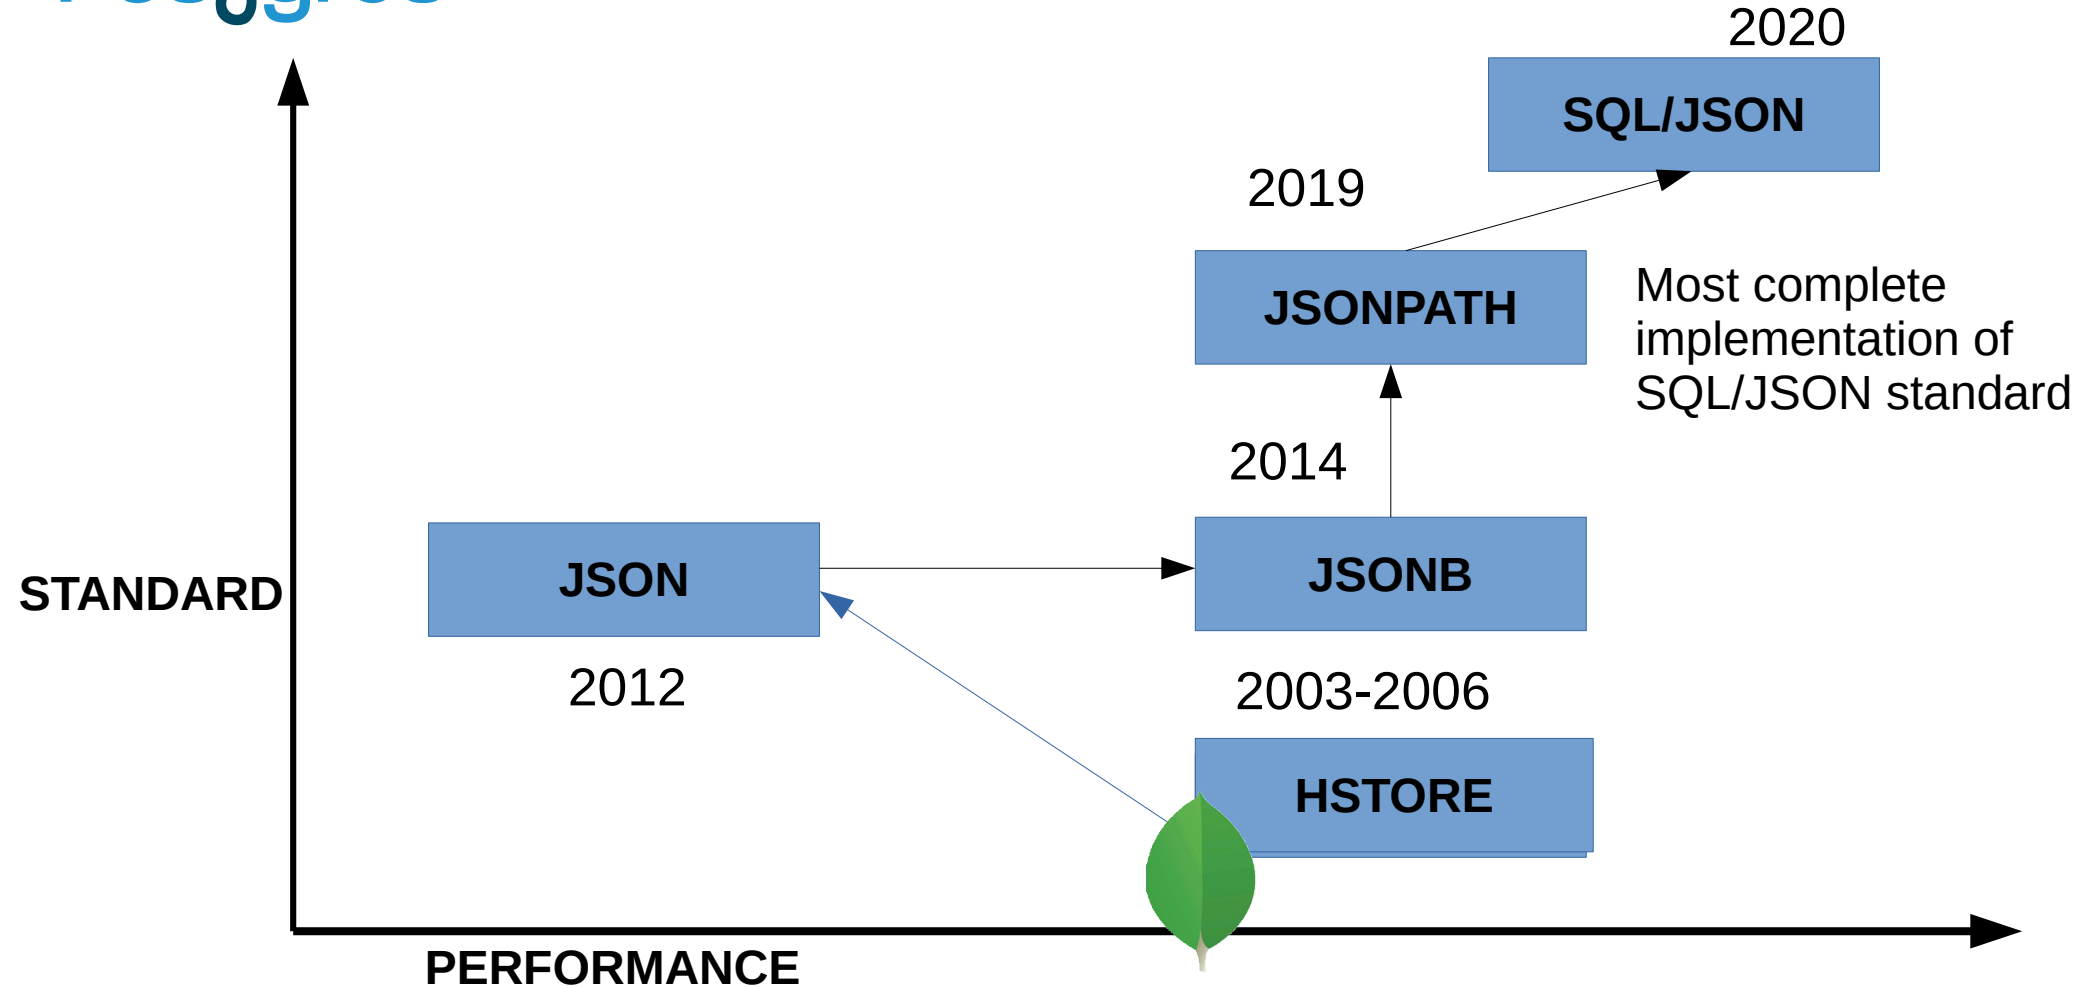 2020
SQL/JSON
2019
JSONPATH
Most complete
implementation of
SQL/JSON standard
2014
JSON
JSONB
STANDARD
2012
2003-2006
HSTORE
PERFORMANCE